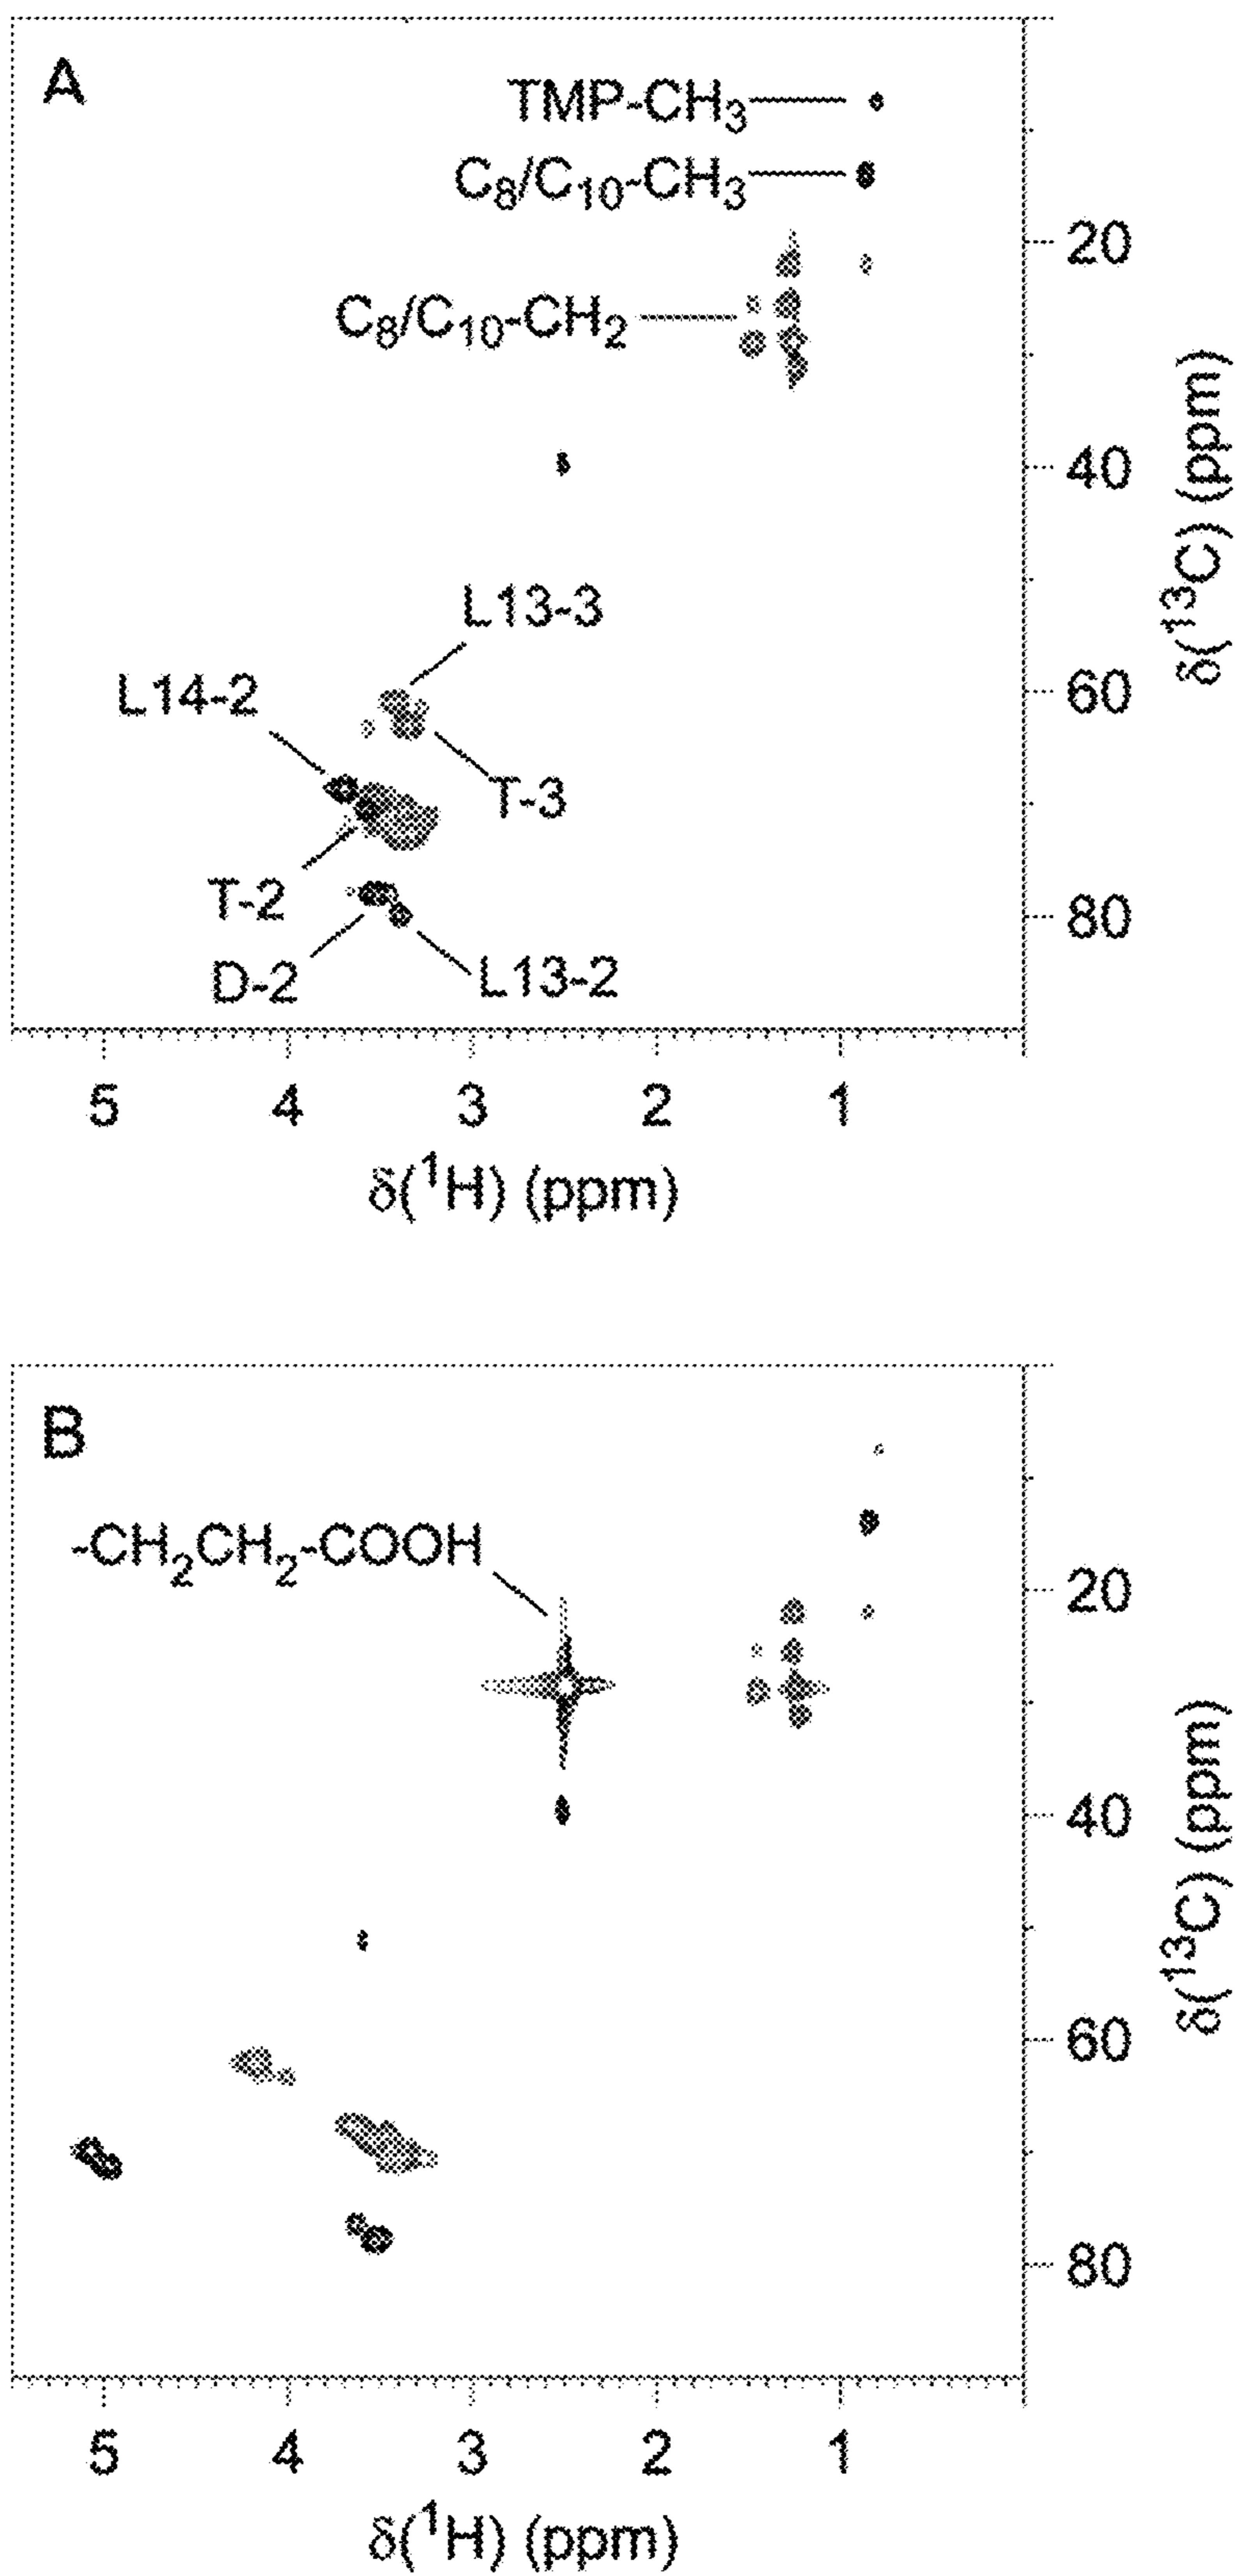 A
TMP-CH₃
C₈/C₁₀-CH₃
20
C₈/C₁₀-CH₂
40
L13-3
L14-2
60
T-3
T-2
80
D-2
L13-2
δ(¹³C) (ppm)
5 4 3 2 1
δ(¹H) (ppm)
B
-CH₂CH₂-COOH
20
40
60
80
δ(¹³C) (ppm)
5 4 3 2 1
δ(¹H) (ppm)